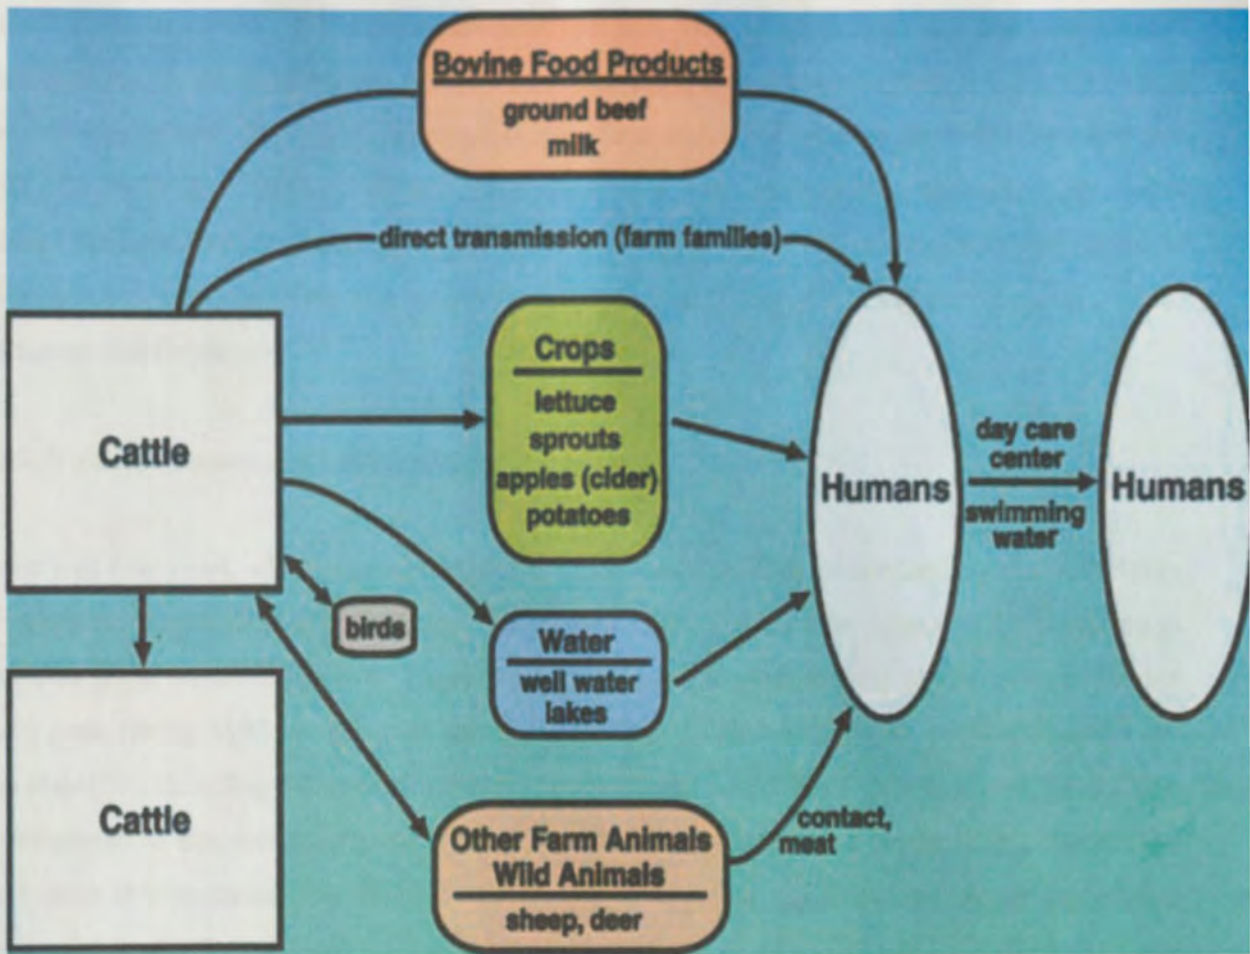 Bovine Food Products
ground beef
milk
direct transmission (farm families)
Crops
lettuce
sprouts
apples (cider)
potatoes
Cattle
Humans
day care
center
swimming
water
Humans
birds
Water
well water
lakes
Cattle
Other Farm Animals
Wild Animals
sheep, deer
contact,
meat